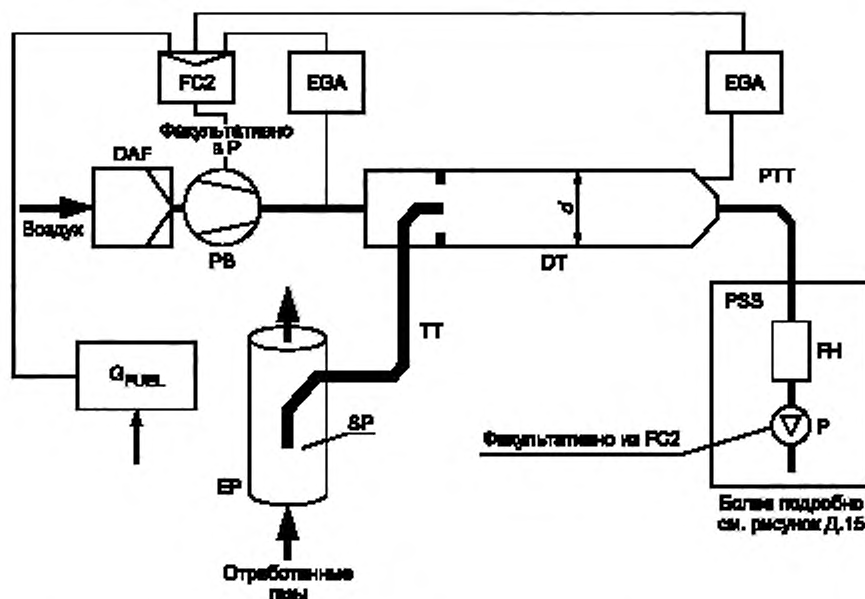 FC2
EGA
EGA
Факультативно
в P
DAF
PTT
Воздух
d
PB
DT
PSS
TT
FH
G_FUEL
SP
Факультативно из FC2
P
EP
Более подробно
см. рисунок Д.15
Отработанные
газы